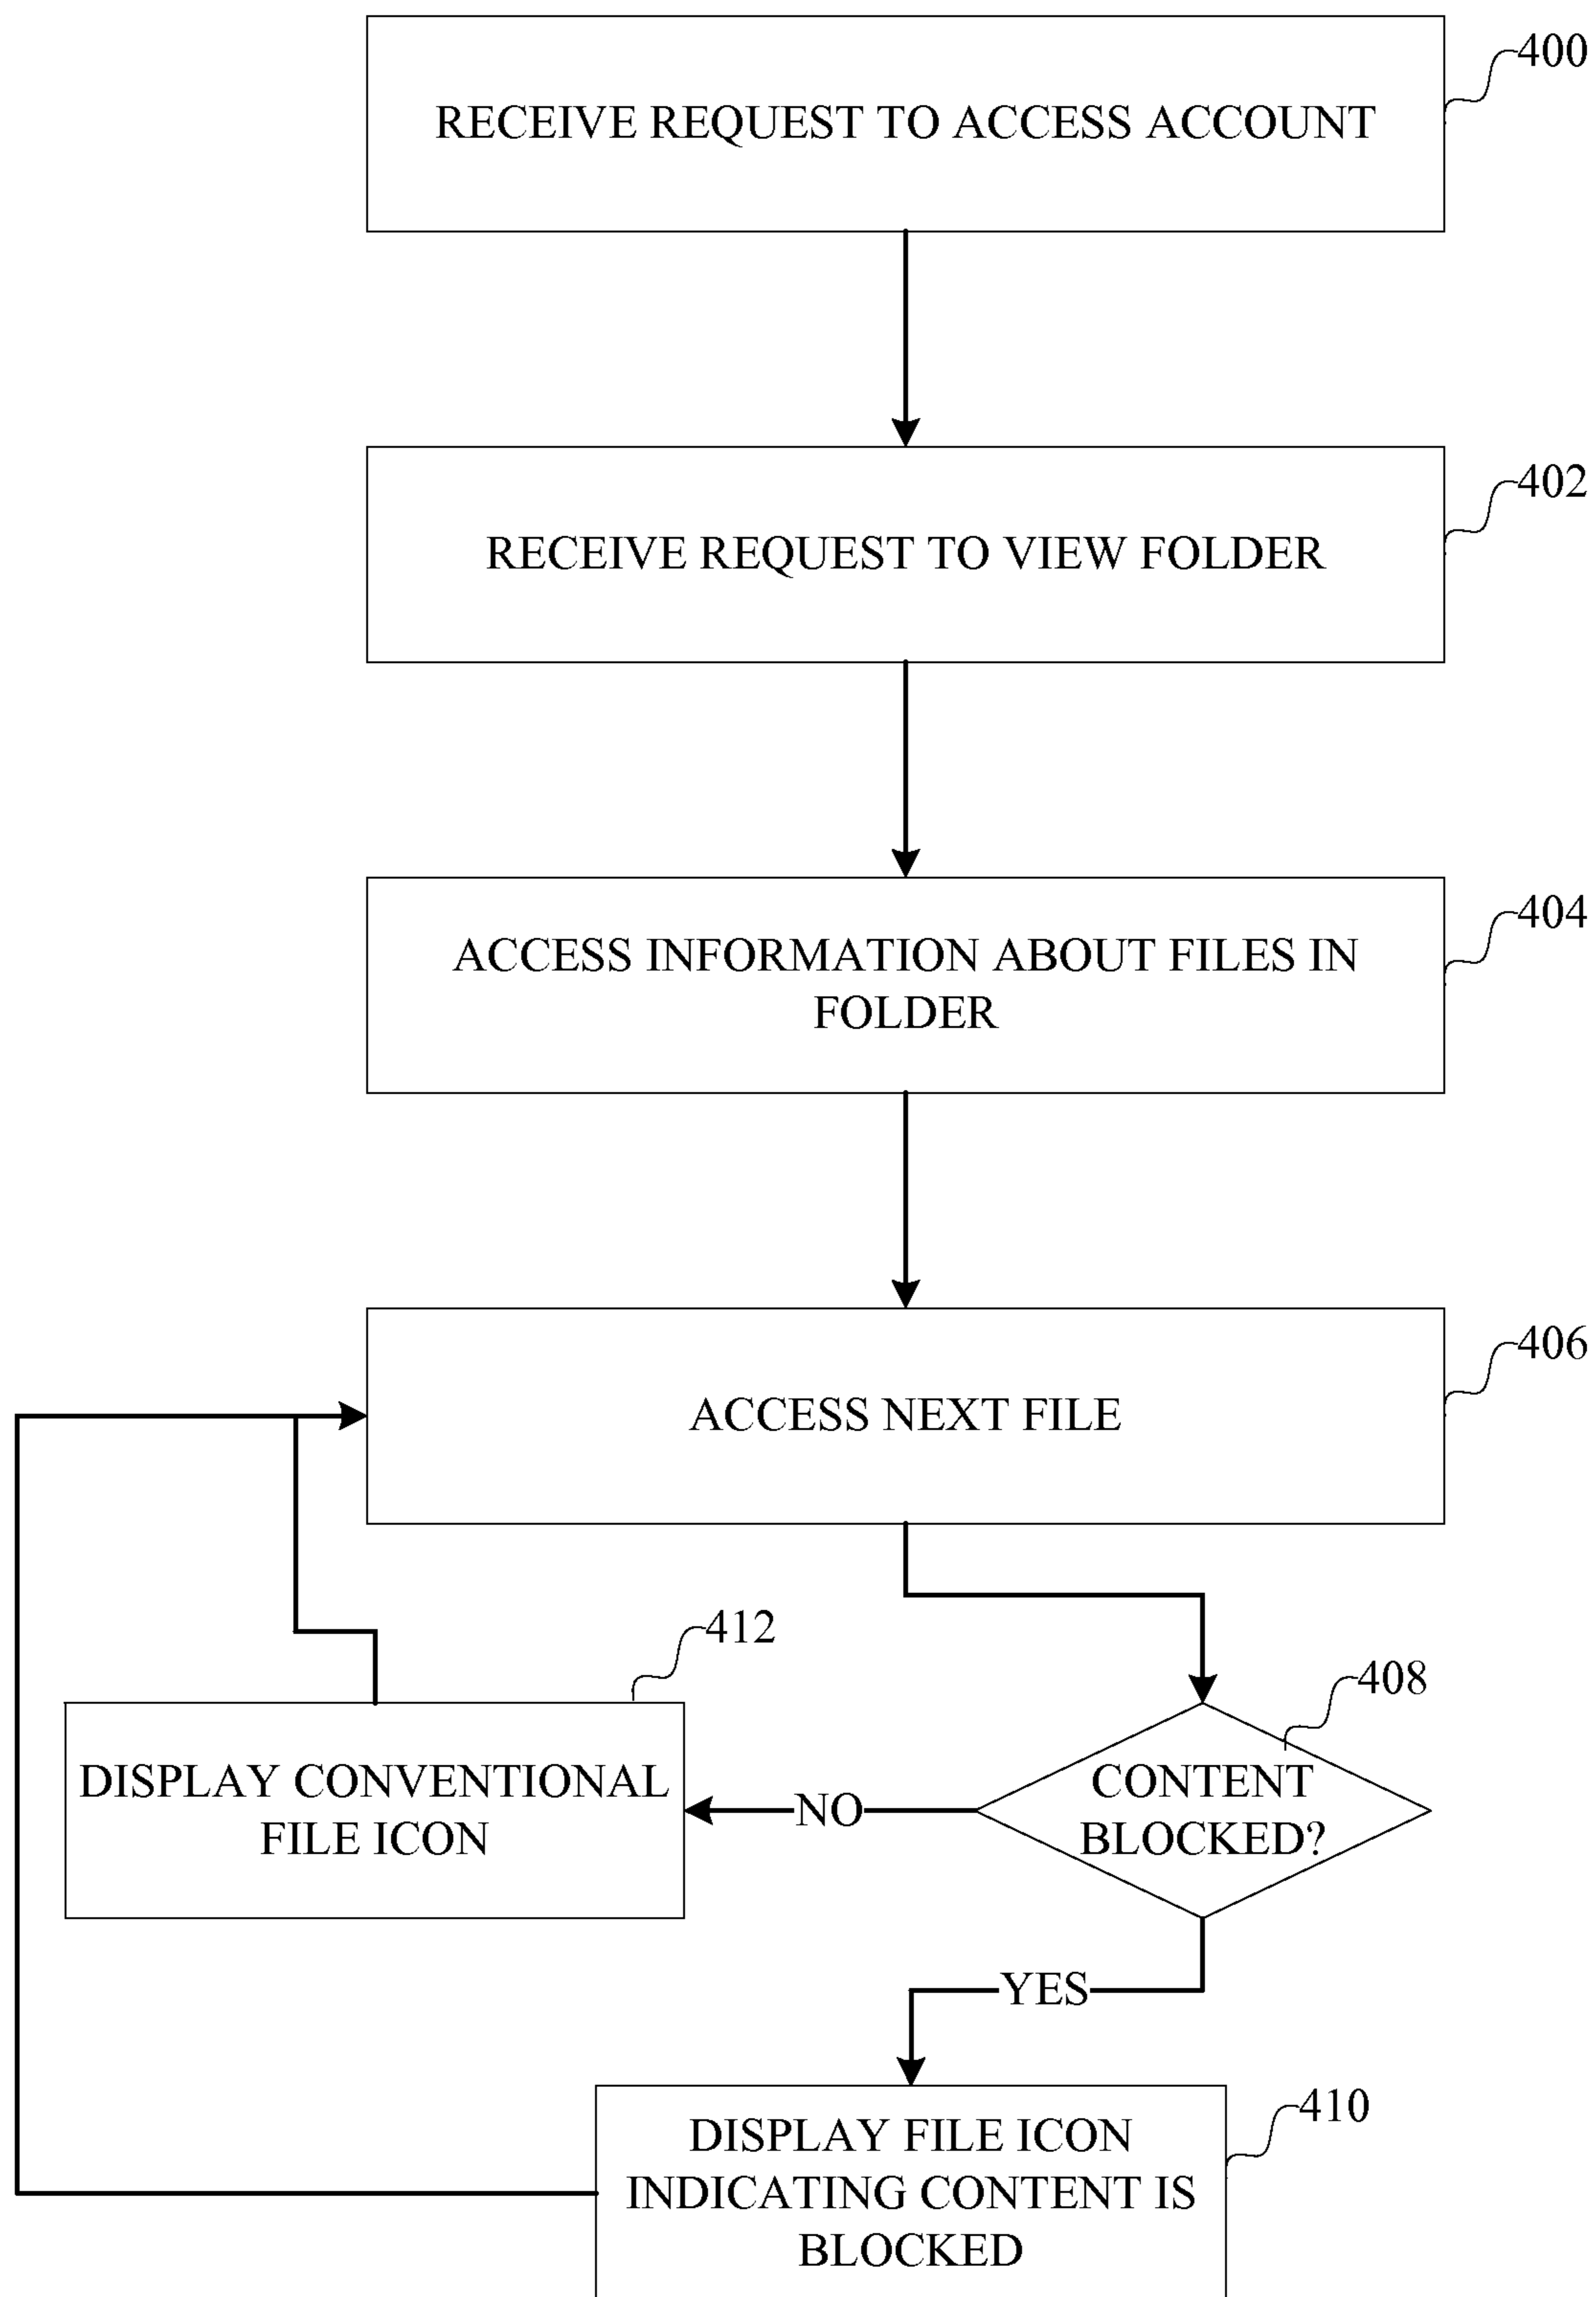 400
RECEIVE REQUEST TO ACCESS ACCOUNT
402
RECEIVE REQUEST TO VIEW FOLDER
404
ACCESS INFORMATION ABOUT FILES IN
FOLDER
406
ACCESS NEXT FILE
412
408
DISPLAY CONVENTIONAL
FILE ICON
NO
CONTENT
BLOCKED?
YES
410
DISPLAY FILE ICON
INDICATING CONTENT IS
BLOCKED